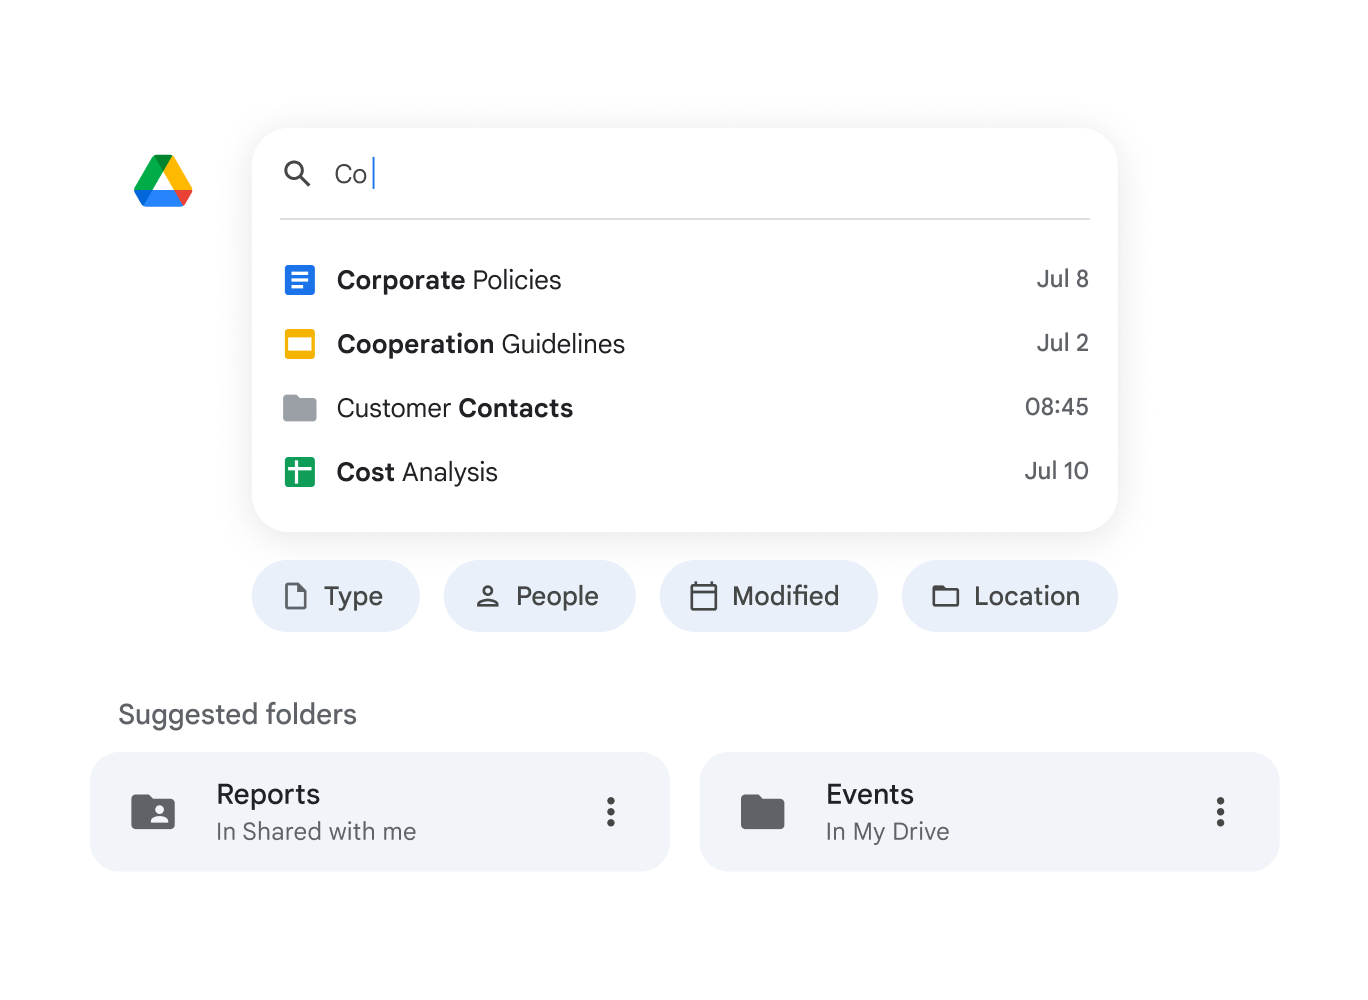 Co
Corporate Policies Jul 8
Cooperation Guidelines Jul 2
Customer Contacts 08:45
Cost Analysis Jul 10
Type People Modified Location
Suggested folders
Reports
In Shared with me
Events
In My Drive